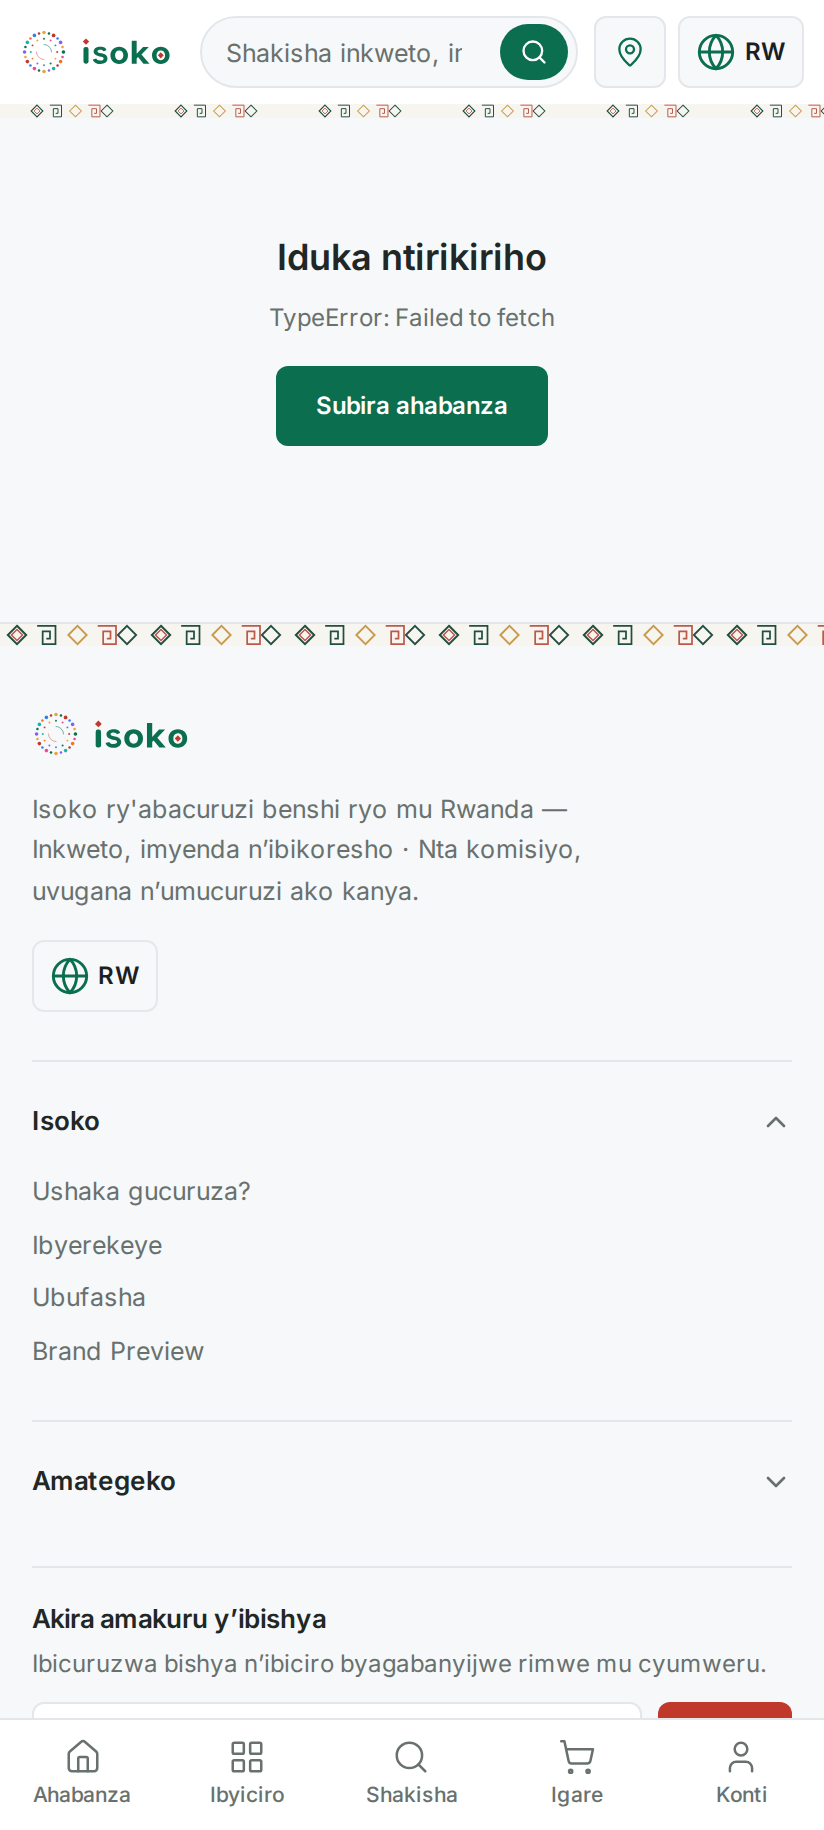 isoko
Shakisha inkweto, ir
RW
Iduka ntirikiriho
TypeError: Failed to fetch
Subira ahabanza
isoko
Isoko ry'abacuruzi benshi ryo mu Rwanda —
Inkweto, imyenda n’ibikoresho · Nta komisiyo,
uvugana n’umucuruzi ako kanya.
RW
Isoko
Ushaka gucuruza?
Ibyerekeye
Ubufasha
Brand Preview
Amategeko
Akira amakuru y’ibishya
Ibicuruzwa bishya n’ibiciro byagabanyijwe rimwe mu cyumweru.
Ahabanza
Ibyiciro
Shakisha
Igare
Konti